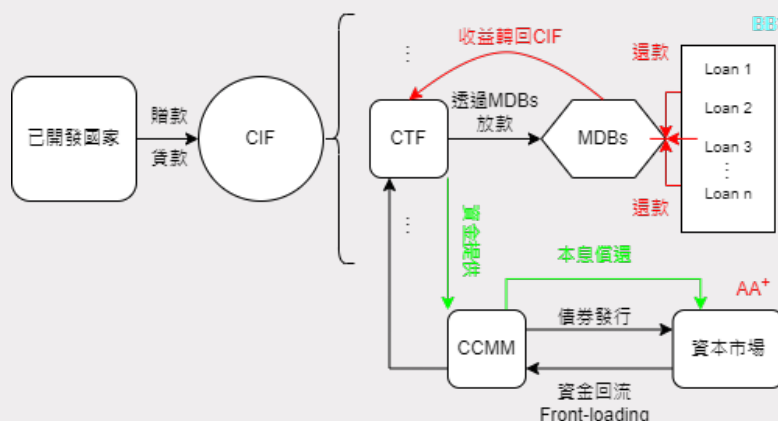 BB
收益轉回CIF
還款
Loan 1
Loan 2
Loan 3
Loan n
已開發國家
贈款
貸款
CIF
CTF
透過MDBs
放款
MDBs
還款
資金提供
本息償還
AA+
CCMM
債券發行
資本市場
資金回流
Front-loading